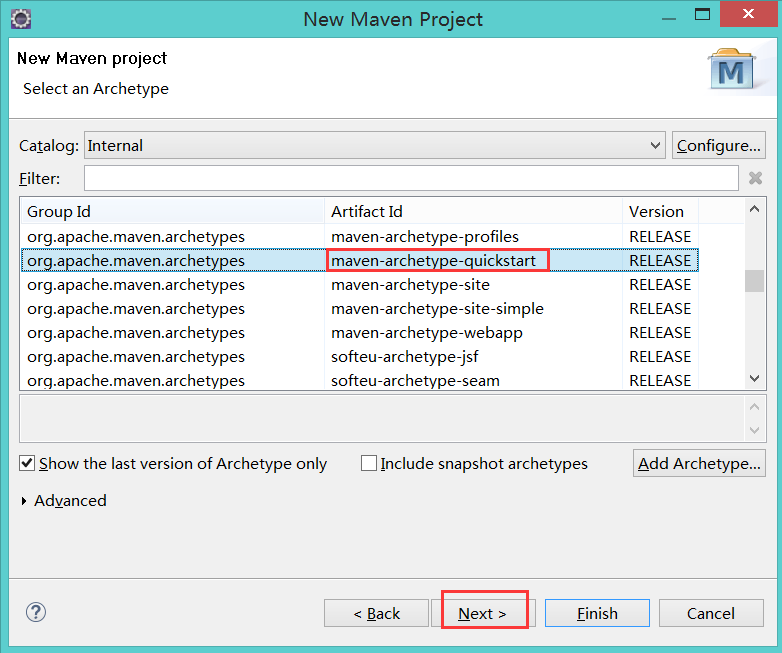 New Maven Project
New Maven project
Select an Archetype
M
Catalog: Internal Configure...
Filter:
Group Id Artifact Id Version
org.apache.maven.archetypes maven-archetype-profiles RELEASE
org.apache.maven.archetypes maven-archetype-quickstart RELEASE
org.apache.maven.archetypes maven-archetype-site RELEASE
org.apache.maven.archetypes maven-archetype-site-simple RELEASE
org.apache.maven.archetypes maven-archetype-webapp RELEASE
org.apache.maven.archetypes softeu-archetype-jsf RELEASE
org.apache.maven.archetypes softeu-archetype-seam RELEASE
Show the last version of Archetype only Include snapshot archetypes Add Archetype...
Advanced
? < Back Next > Finish Cancel